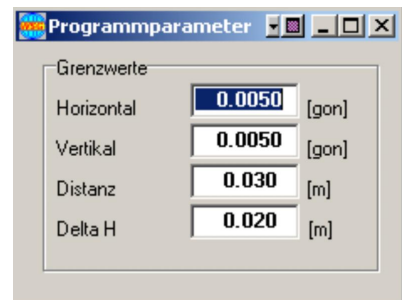 Programmparameter
Grenzwerte
Horizontal 0.0050 [gon]
Vertikal 0.0050 [gon]
Distanz 0.030 [m]
Delta H 0.020 [m]